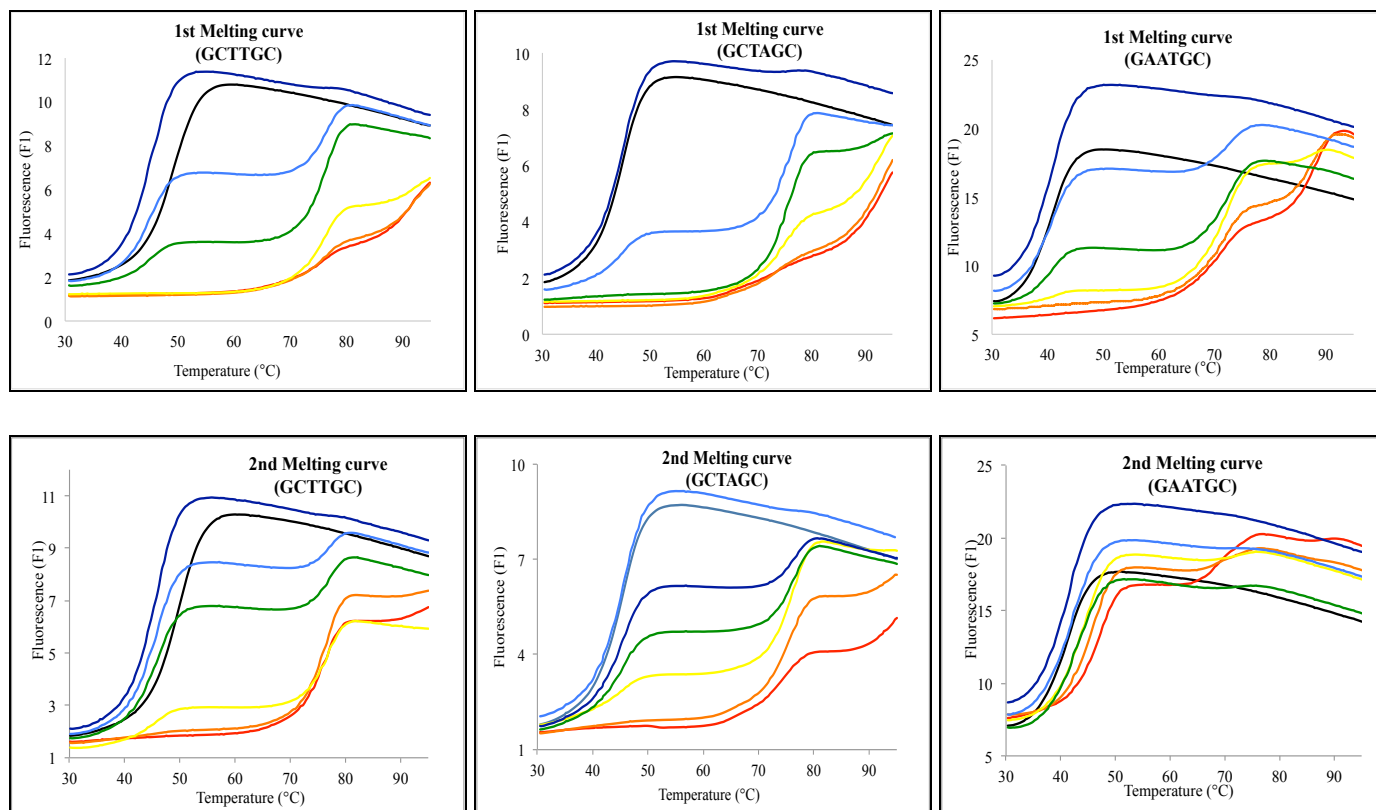 1st Melting curve
(GCTTGC)
12
10
8
6
4
2
0
30 40 50 60 70 80 90
Fluorescence (F1)
Temperature (°C)
1st Melting curve
(GCTAGC)
10
8
6
4
2
0
30 40 50 60 70 80 90
Fluorescence (F1)
Temperature (°C)
1st Melting curve
(GAATGC)
25
20
15
10
5
30 40 50 60 70 80 90
Fluorescence (F1)
Temperature (°C)
2nd Melting curve
(GCTTGC)
11
9
7
5
3
1
30 40 50 60 70 80 90
Fluorescence (F1)
Temperature (°C)
2nd Melting curve
(GCTAGC)
10
7
4
1
30 40 50 60 70 80 90
Fluorescence (F1)
Temperature (°C)
2nd Melting curve
(GAATGC)
25
20
15
10
5
30 40 50 60 70 80 90
Fluorescence (F1)
Temperature (°C)